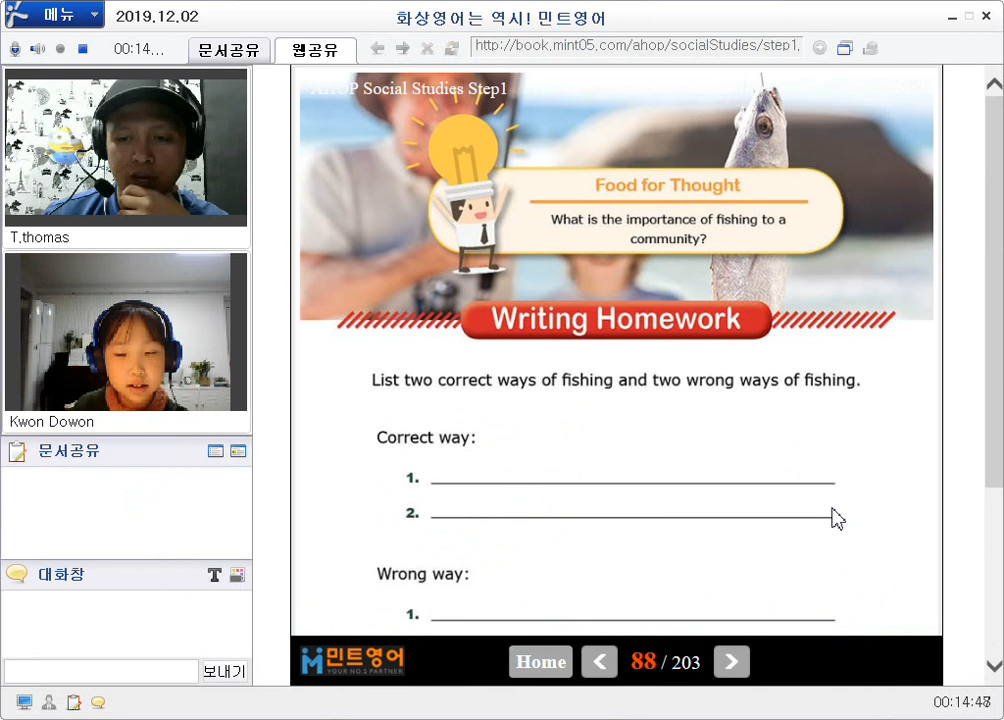 메뉴
2019.12.02
화상영어는 역시! 민트영어
00:14...
문서공유
웹공유
http://book.mint05.com/ahop/socialStudies/step1.
T.thomas
Kwon Dowon
문서공유
대화창
T
보내기
AHOP Social Studies Step1
Food for Thought
What is the importance of fishing to a
community?
Writing Homework
List two correct ways of fishing and two wrong ways of fishing.
Correct way:
1.
2.
Wrong way:
1.
민트영어
YOUR NO.1 PARTNER
Home
88 / 203